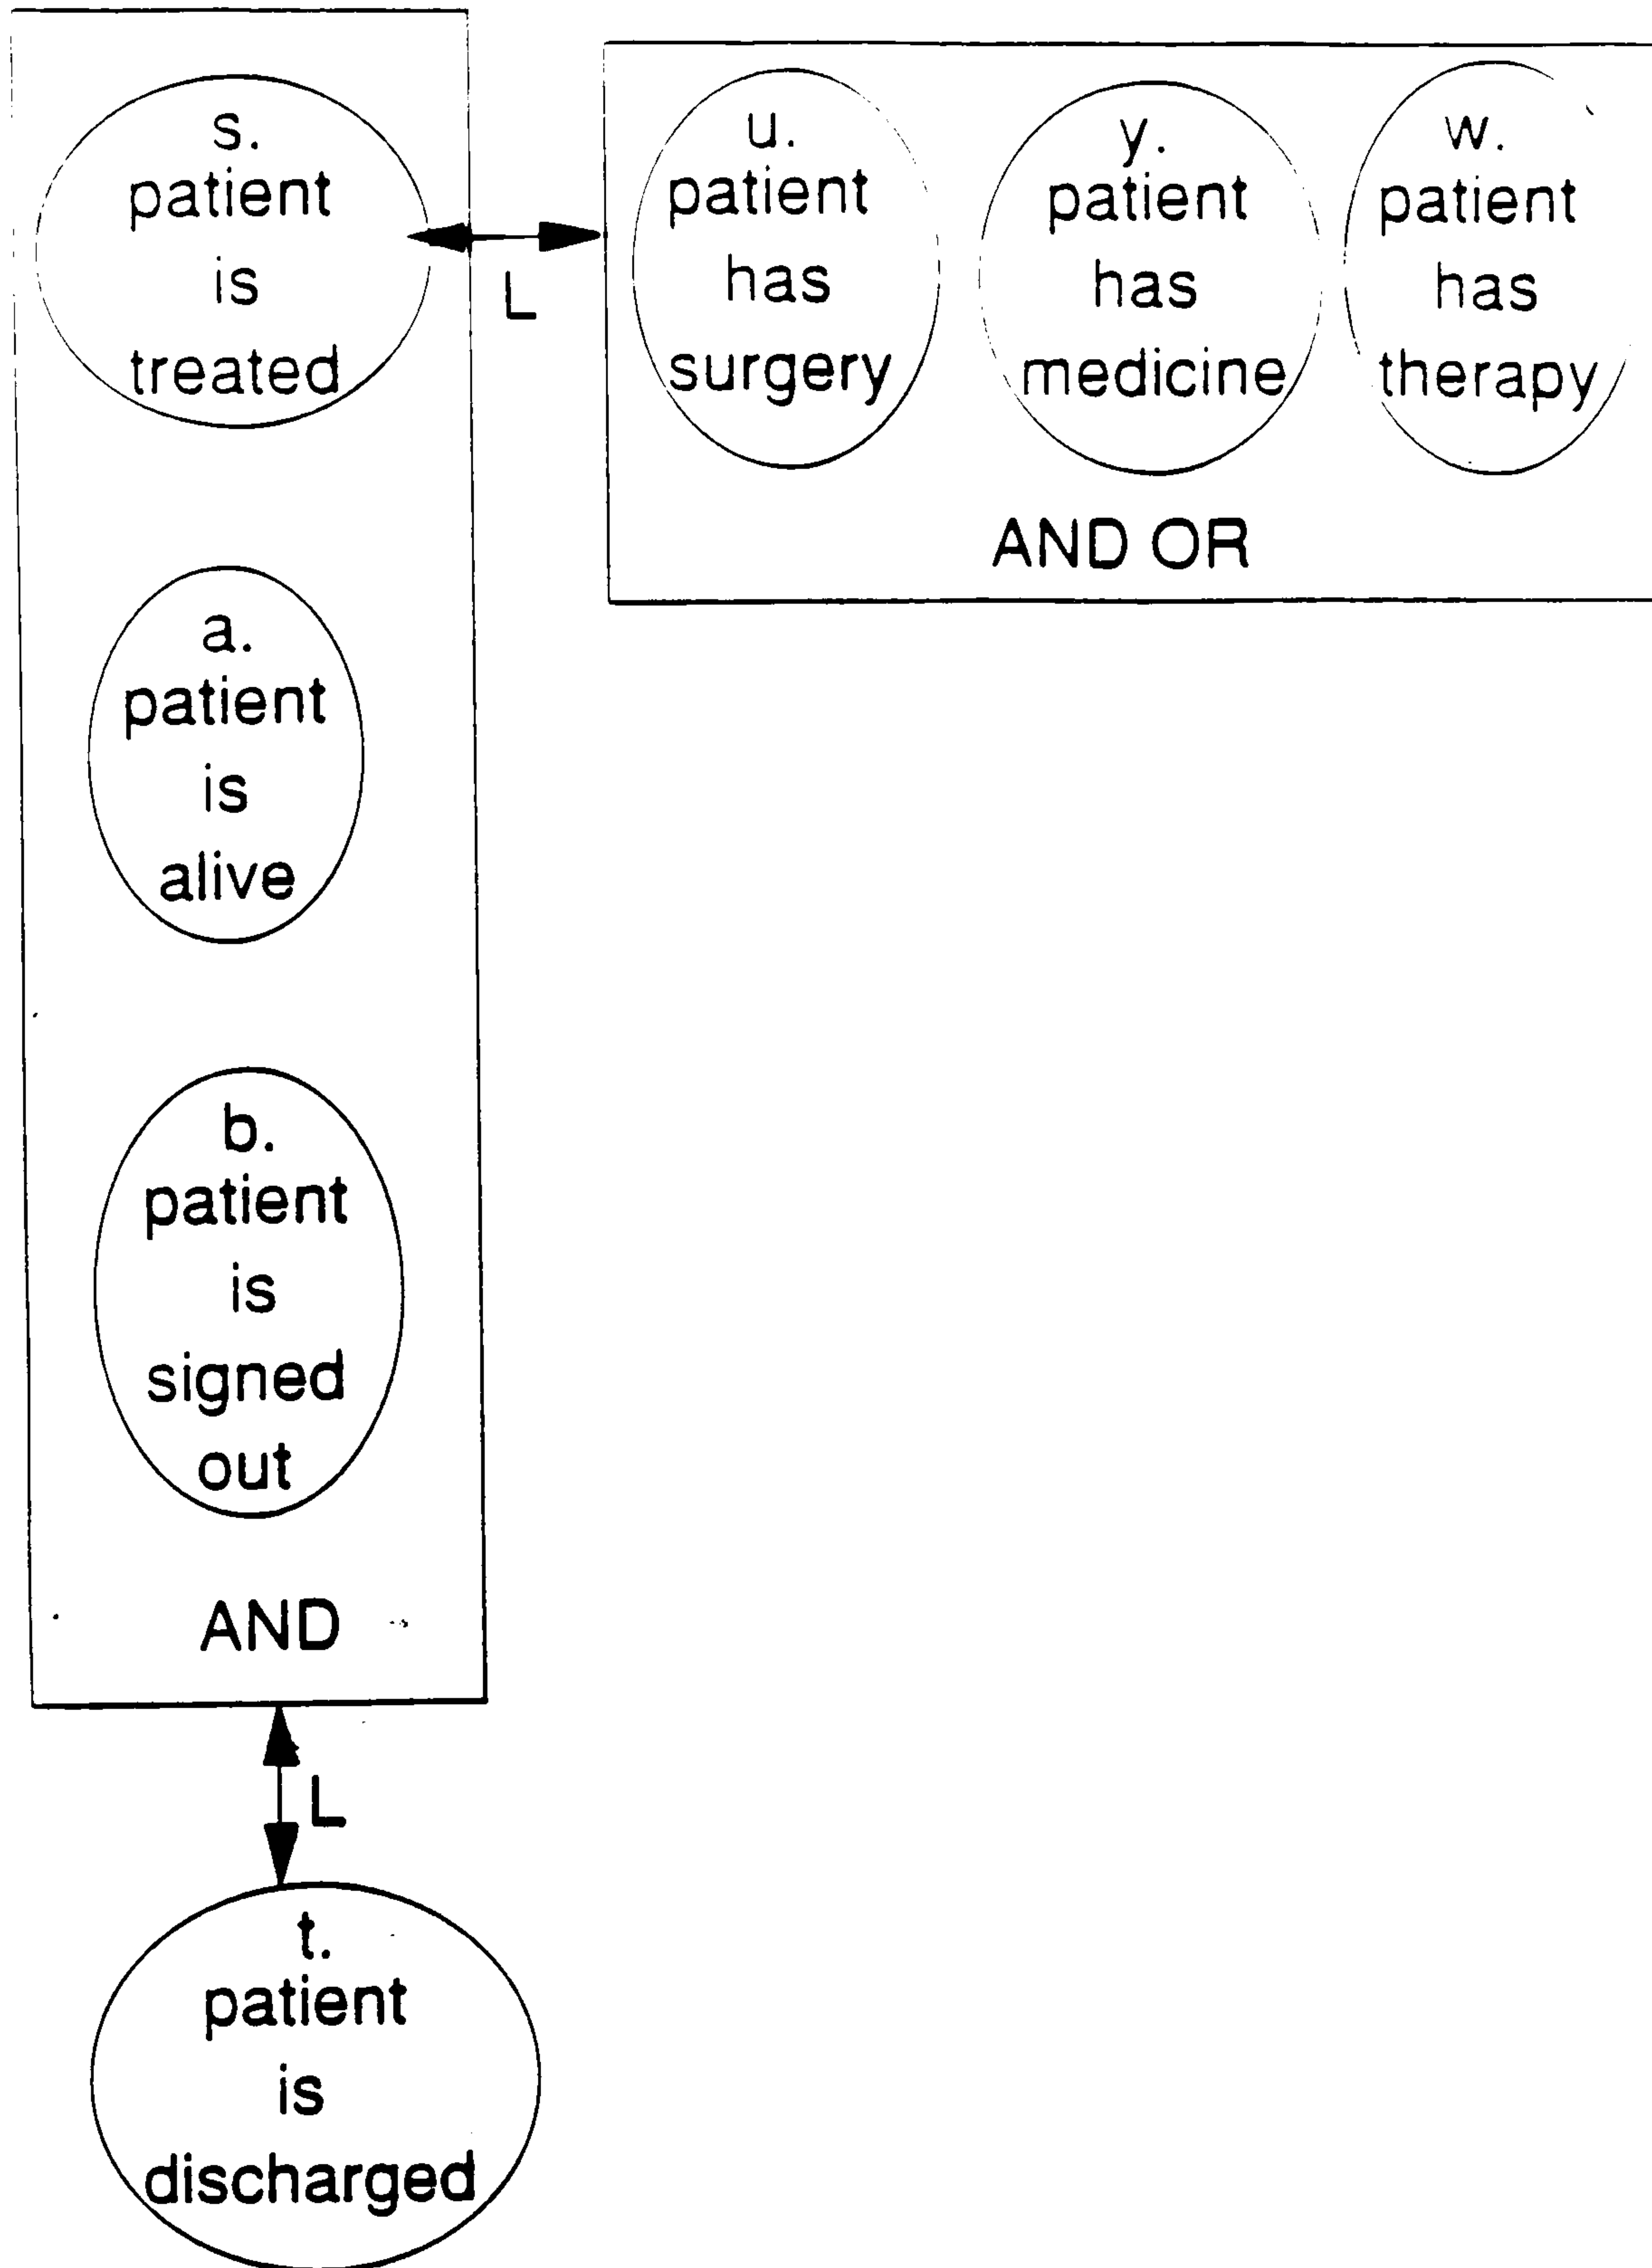 s.
patient
is
treated
L
u.
patient
has
surgery
y.
patient
has
medicine
w.
patient
has
therapy
AND OR
a.
patient
is
alive
b.
patient
is
signed
out
AND
L
t.
patient
is
discharged